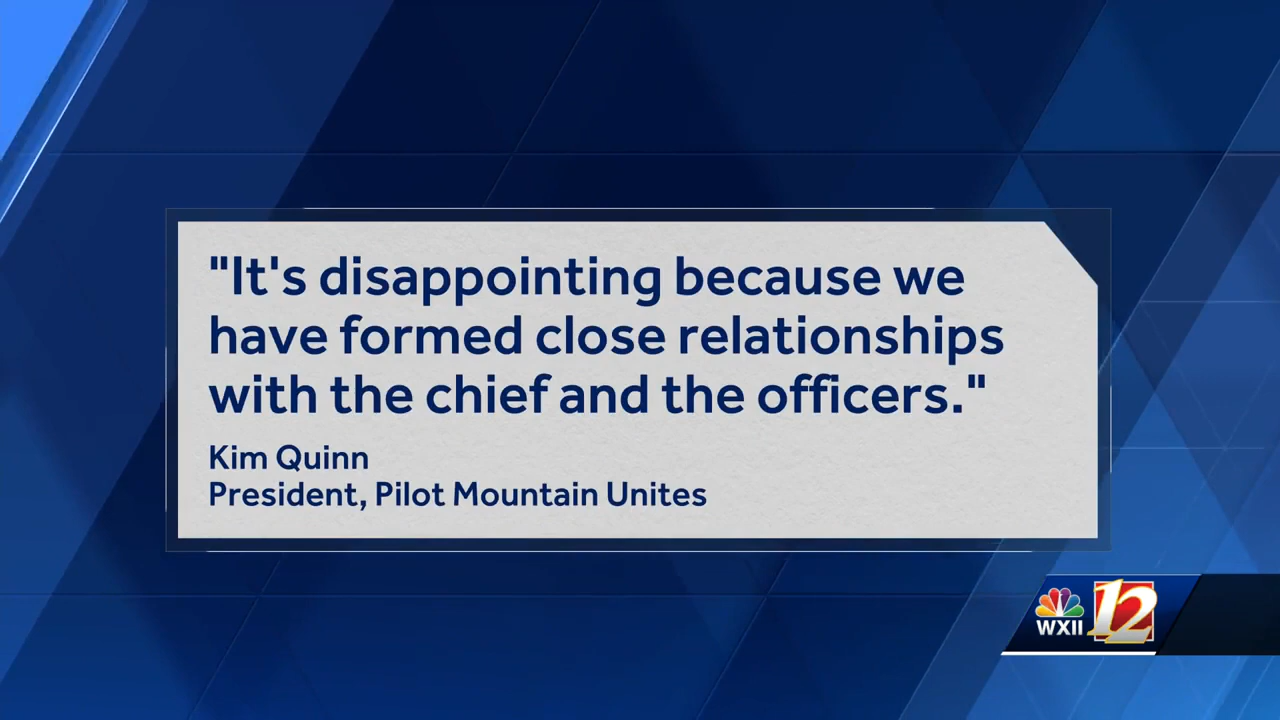 "It's disappointing because we
have formed close relationships
with the chief and the officers."
Kim Quinn
President, Pilot Mountain Unites
WXII 12